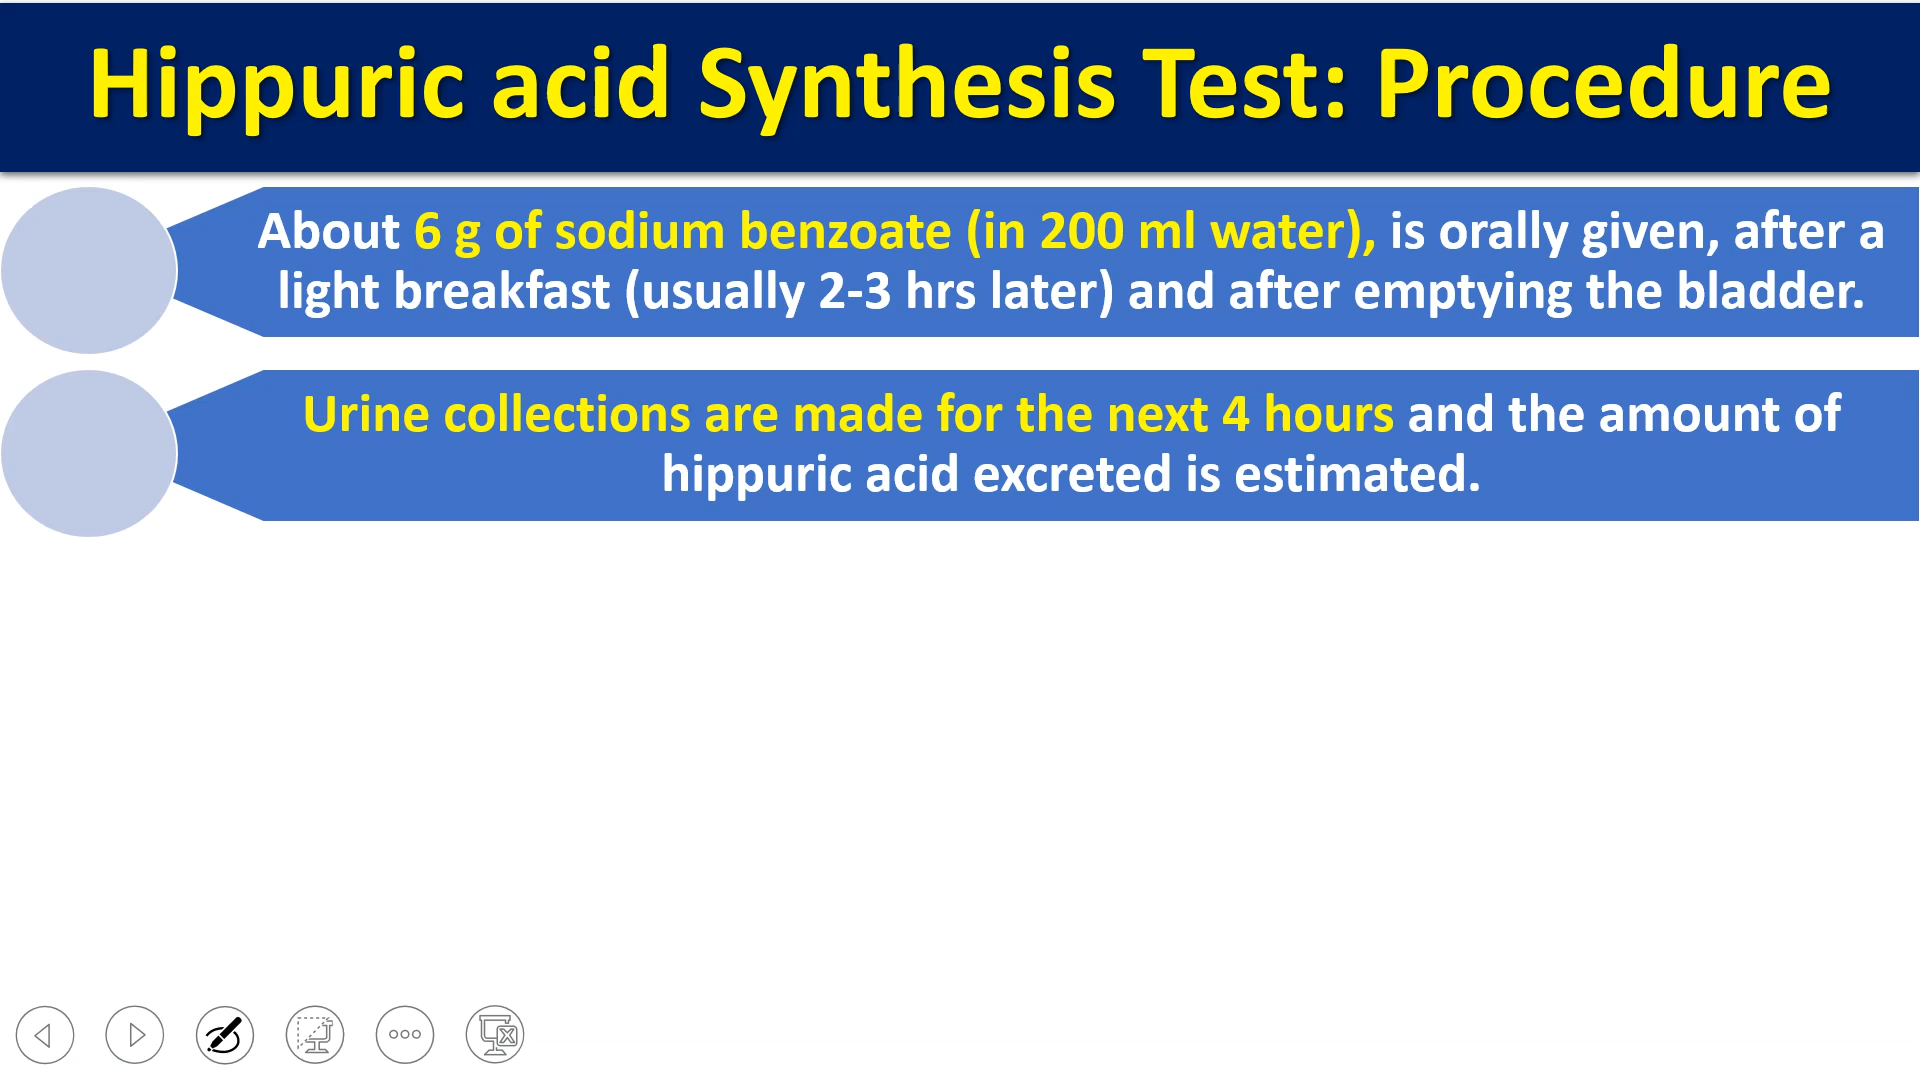 Hippuric acid Synthesis Test: Procedure
About 6 g of sodium benzoate (in 200 ml water), is orally given, after a
light breakfast (usually 2-3 hrs later) and after emptying the bladder.
Urine collections are made for the next 4 hours and the amount of
hippuric acid excreted is estimated.